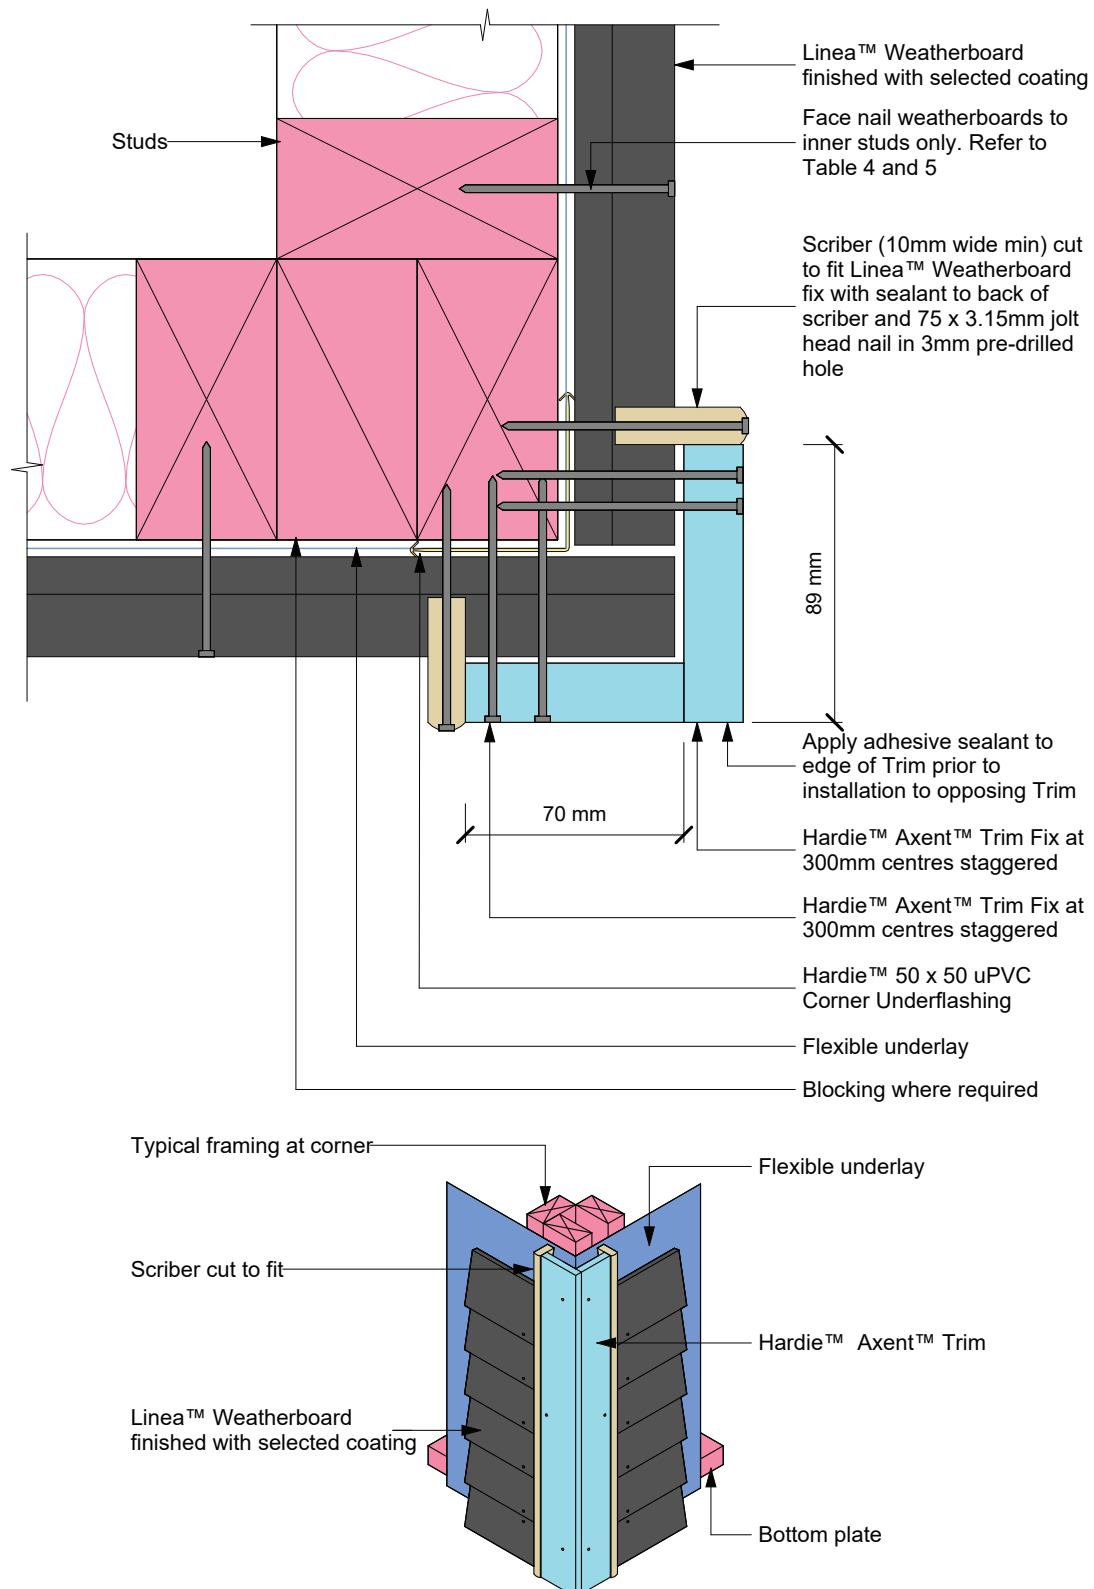 Linea™ Weatherboard
finished with selected coating
Studs
Face nail weatherboards to
inner studs only. Refer to
Table 4 and 5
Scriber (10mm wide min) cut
to fit Linea™ Weatherboard
fix with sealant to back of
scriber and 75 x 3.15mm jolt
head nail in 3mm pre-drilled
hole
89 mm
Apply adhesive sealant to
edge of Trim prior to
installation to opposing Trim
70 mm
Hardie™ Axent™ Trim Fix at
300mm centres staggered
Hardie™ Axent™ Trim Fix at
300mm centres staggered
Hardie™ 50 x 50 uPVC
Corner Underflashing
Flexible underlay
Blocking where required
Typical framing at corner
Flexible underlay
Scriber cut to fit
Hardie™ Axent™ Trim
Linea™ Weatherboard
finished with selected coating
Bottom plate